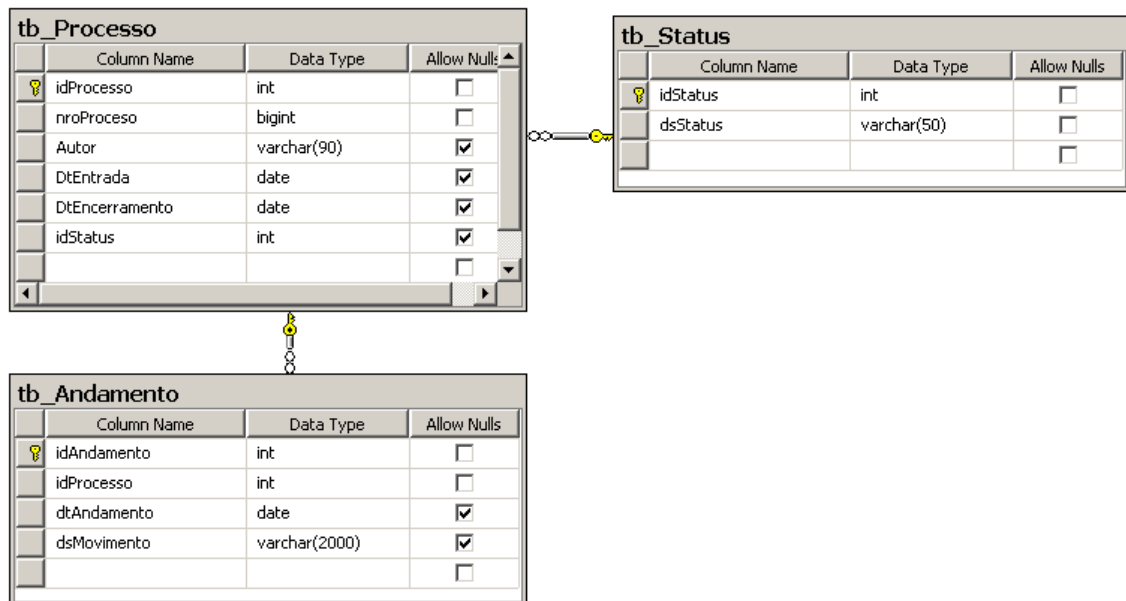 tb_Processo
Column Name Data Type Allow Nulls
idProcesso int
nroProceso bigint
Autor varchar(90)
DtEntrada date
DtEncerramento date
idStatus int
tb_Status
Column Name Data Type Allow Nulls
idStatus int
dsStatus varchar(50)
tb_Andamento
Column Name Data Type Allow Nulls
idAndamento int
idProcesso int
dtAndamento date
dsMovimento varchar(2000)